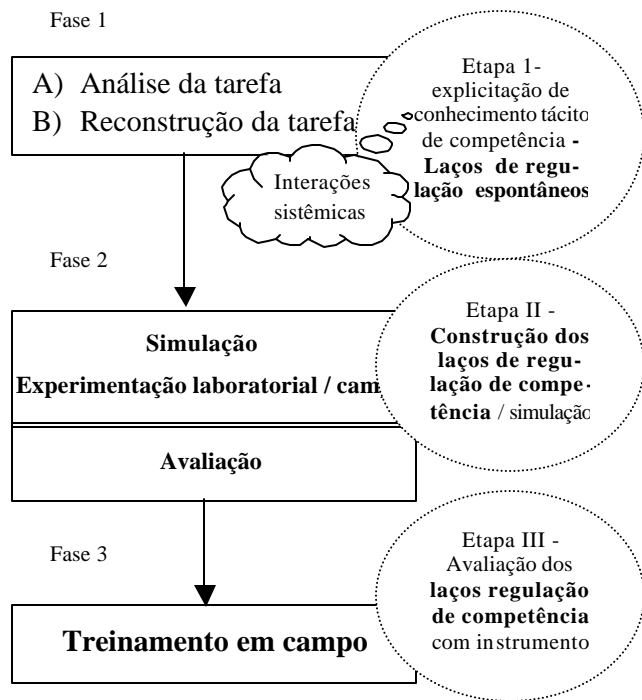 Fase 1
A) Análise da tarefa
B) Reconstrução da tarefa
Etapa 1-
explicitação de
conhecimento tácito
de competência -
Laços de regu-
lação espontâneos
Interações
sistêmicas
Fase 2
Simulação
Experimentação laboratorial / cam
Avaliação
Etapa II -
Construção dos
laços de regu-
lação de compe-
tência / simulação
Fase 3
Treinamento em campo
Etapa III -
Avaliação dos
laços regulação
de competência
com instrumento